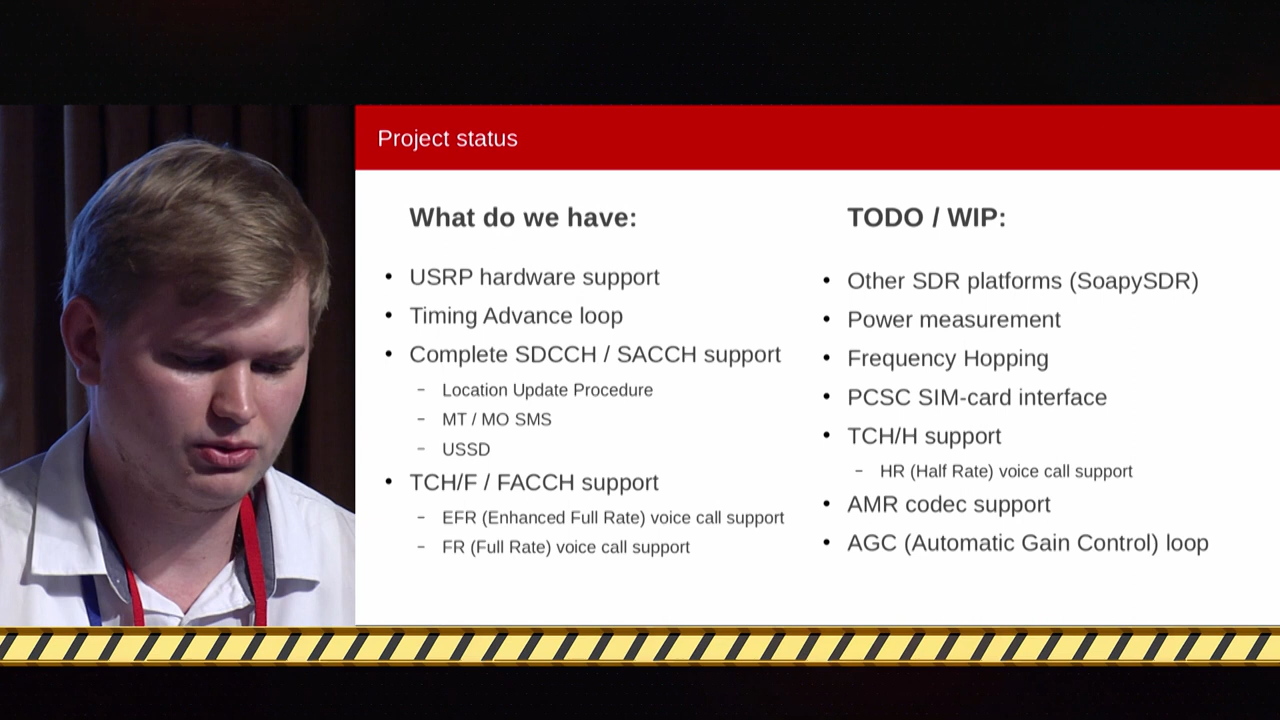 Project status
What do we have:
• USRP hardware support
• Timing Advance loop
• Complete SDCCH / SACCH support
– Location Update Procedure
– MT / MO SMS
– USSD
• TCH/F / FACCH support
– EFR (Enhanced Full Rate) voice call support
– FR (Full Rate) voice call support
TODO / WIP:
• Other SDR platforms (SoapySDR)
• Power measurement
• Frequency Hopping
• PCSC SIM-card interface
• TCH/H support
– HR (Half Rate) voice call support
• AMR codec support
• AGC (Automatic Gain Control) loop